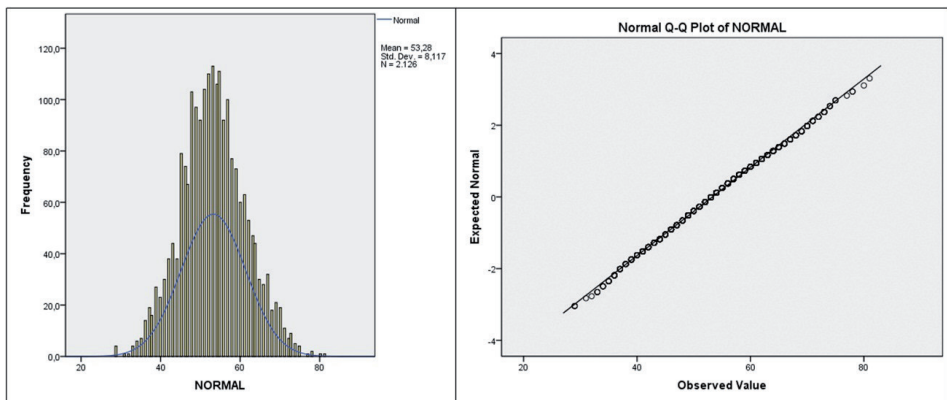 Normal
Mean = 53,28
Std. Dev. = 8,117
N = 2.126
120,0
100,0
80,0
60,0
40,0
20,0
0,0
Frequency
20 40 60 80
NORMAL
Normal Q-Q Plot of NORMAL
4
2
0
-2
-4
Expected Normal
20 40 60 80
Observed Value